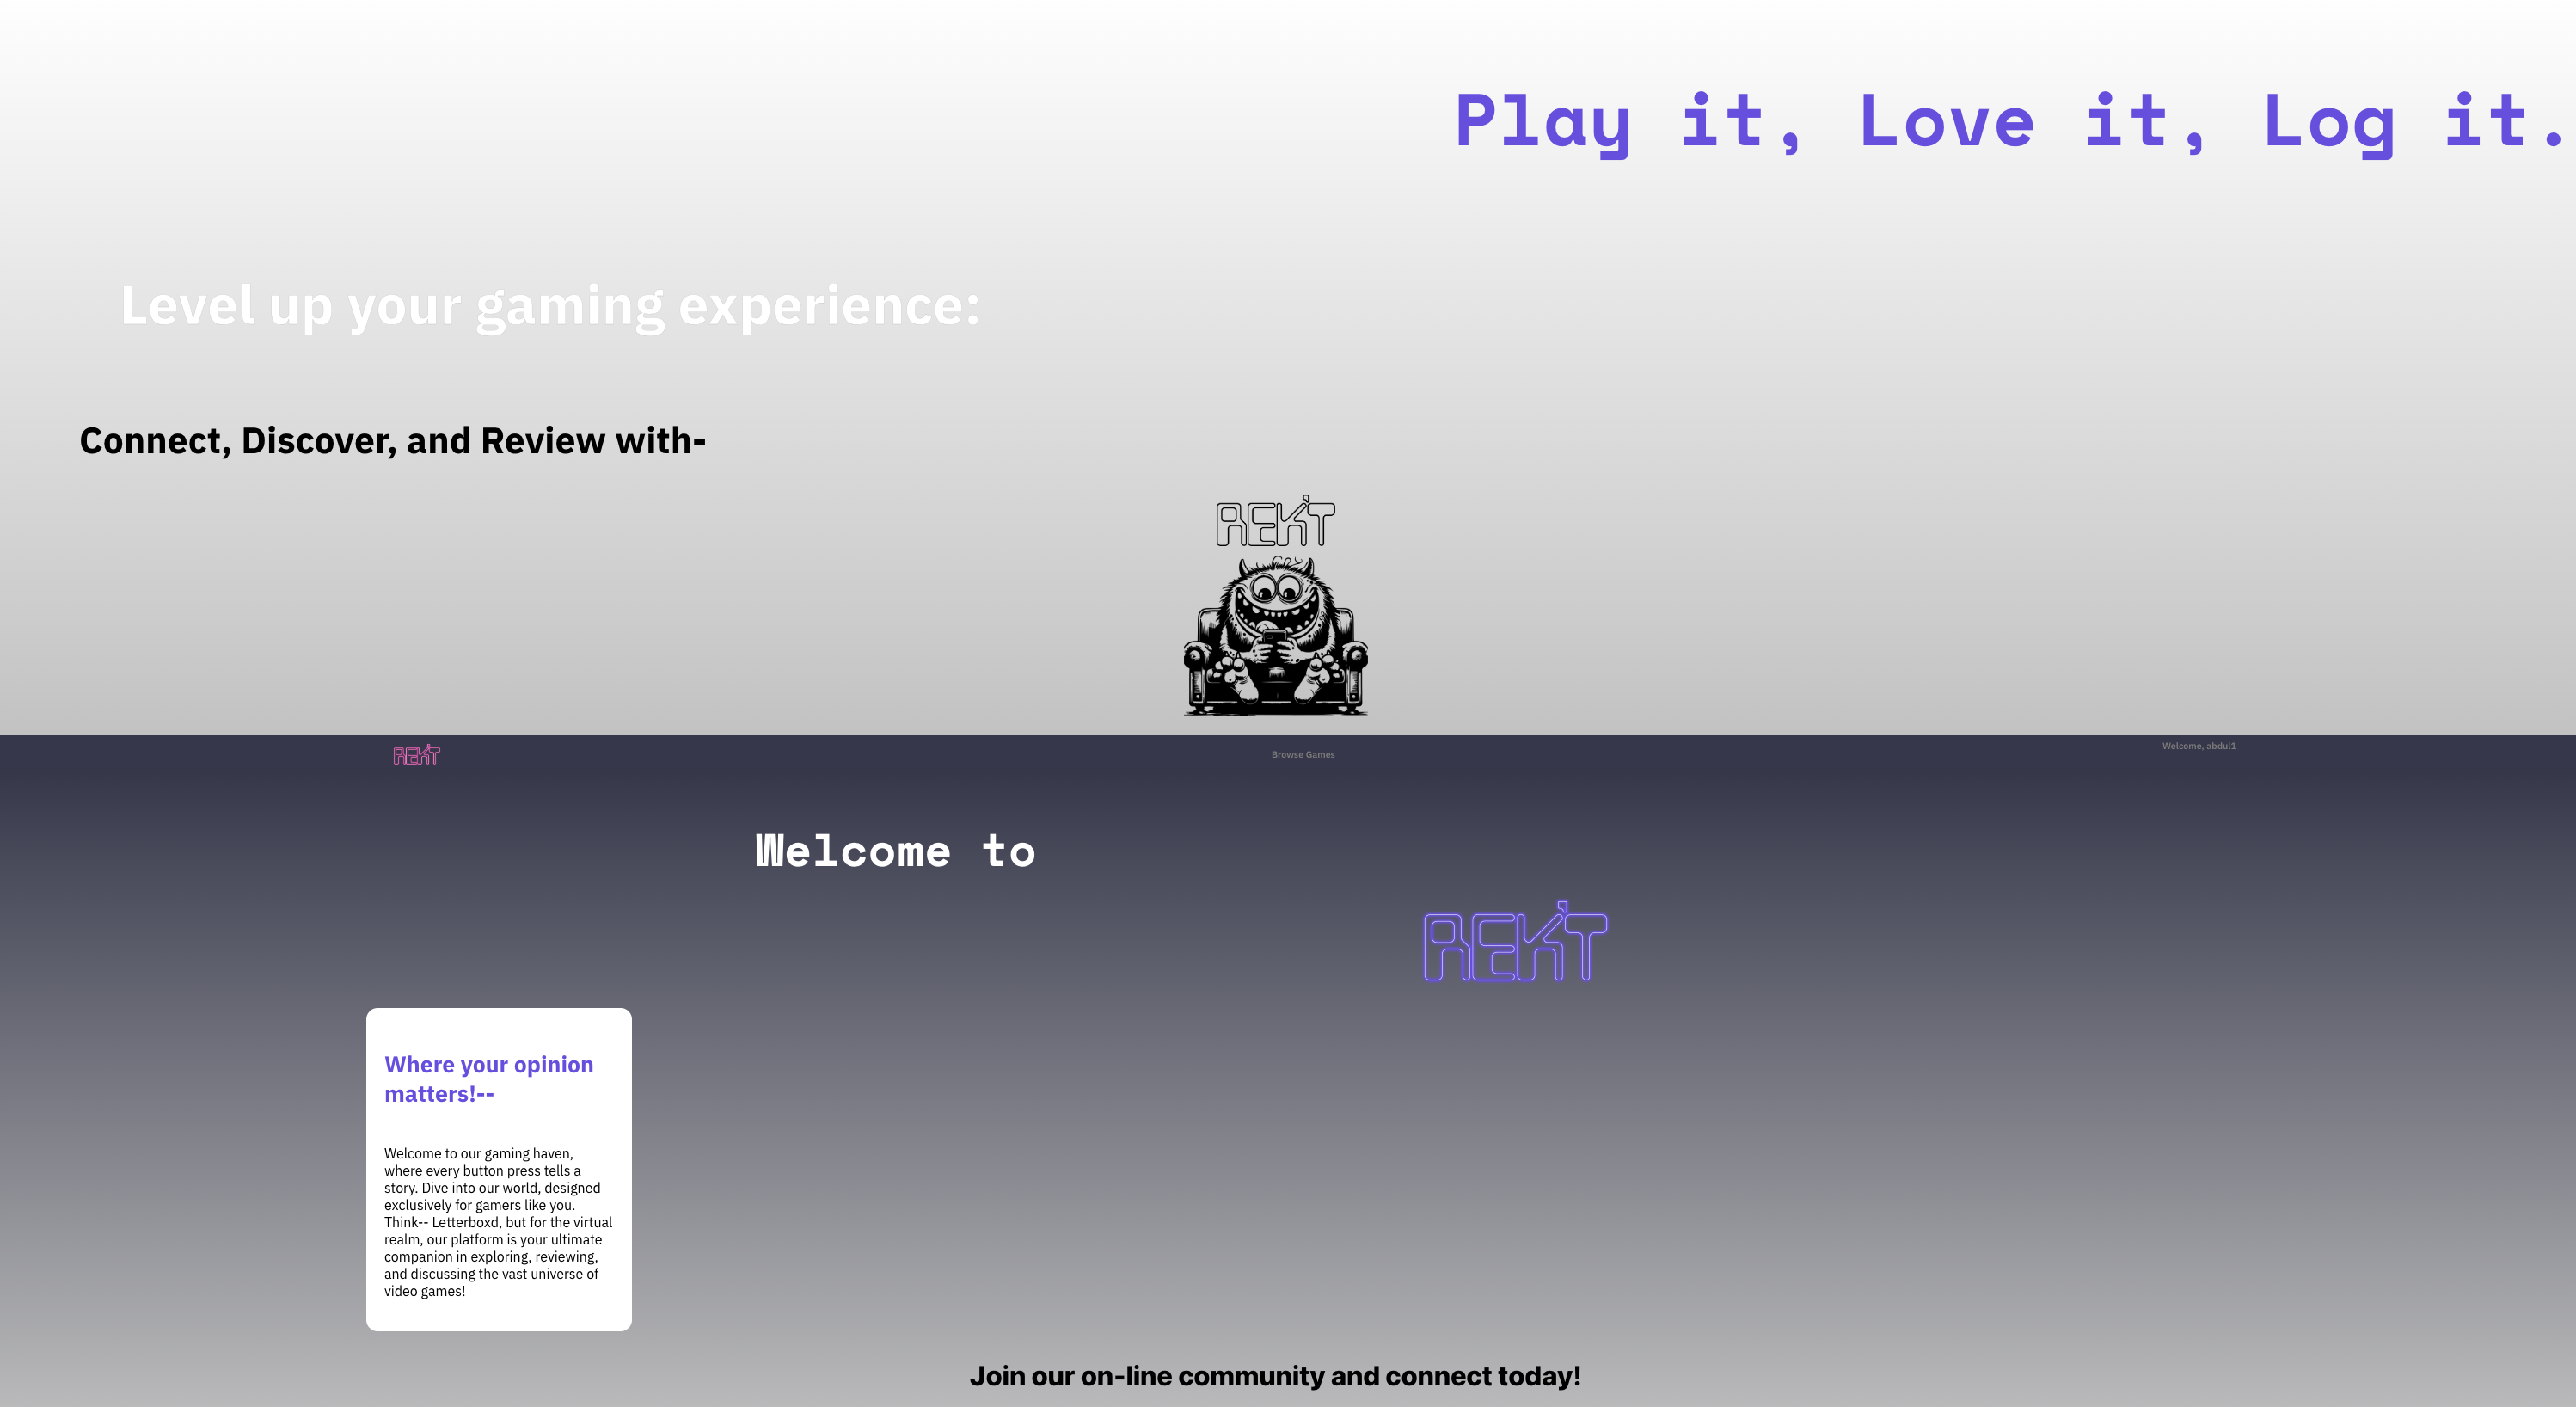 Play it, Love it, Log it.
Level up your gaming experience:
Connect, Discover, and Review with-
REK'T
REK'T
Browse Games
Welcome, abdul1
Welcome to
REK'T
Where your opinion
matters!--
Welcome to our gaming haven,
where every button press tells a
story. Dive into our world, designed
exclusively for gamers like you.
Think-- Letterboxd, but for the virtual
realm, our platform is your ultimate
companion in exploring, reviewing,
and discussing the vast universe of
video games!
Join our on-line community and connect today!